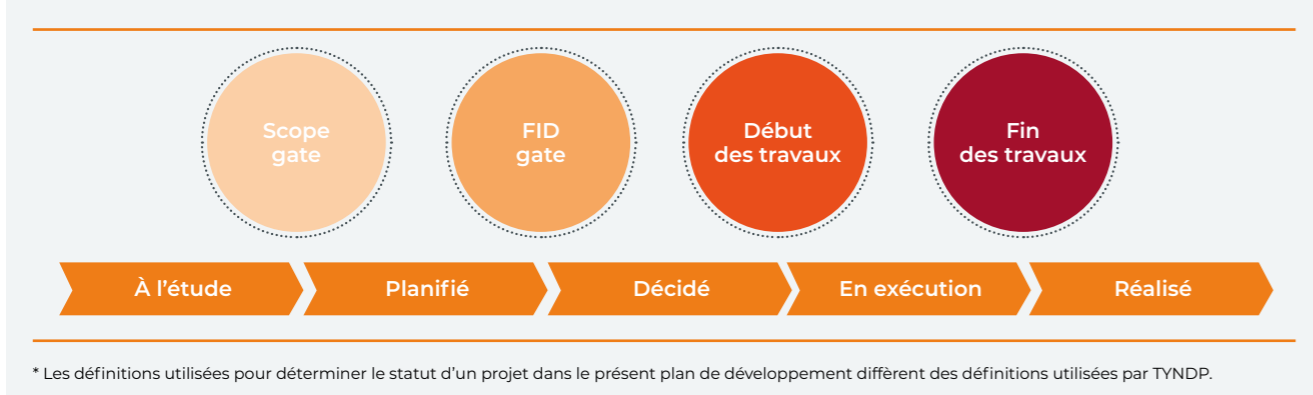 Scope
gate
FID
gate
Début
des travaux
Fin
des travaux
À l’étude
Planifié
Décidé
En exécution
Réalisé
* Les définitions utilisées pour déterminer le statut d’un projet dans le présent plan de développement diffèrent des définitions utilisées par TYNDP.